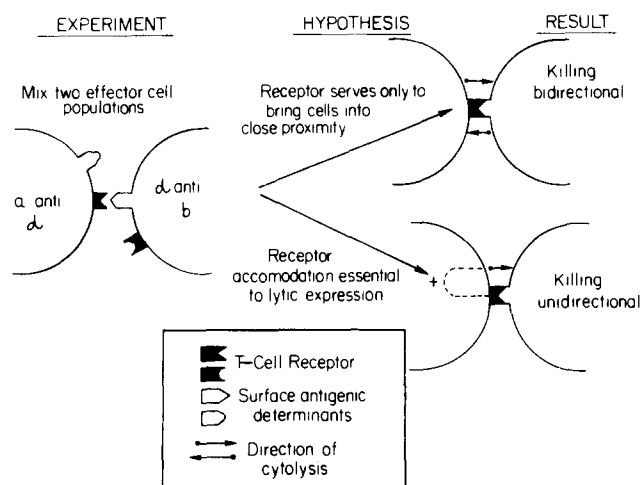 EXPERIMENT
HYPOTHESIS
RESULT
Mix two effector cell
populations
a anti
d
d anti
b
Receptor serves only to
bring cells into
close proximity
Killing
bidirectional
Receptor
accomodation essential
to lytic expression
+
Killing
unidirectional
T-Cell Receptor
Surface antigenic
determinants
Direction of
cytolysis